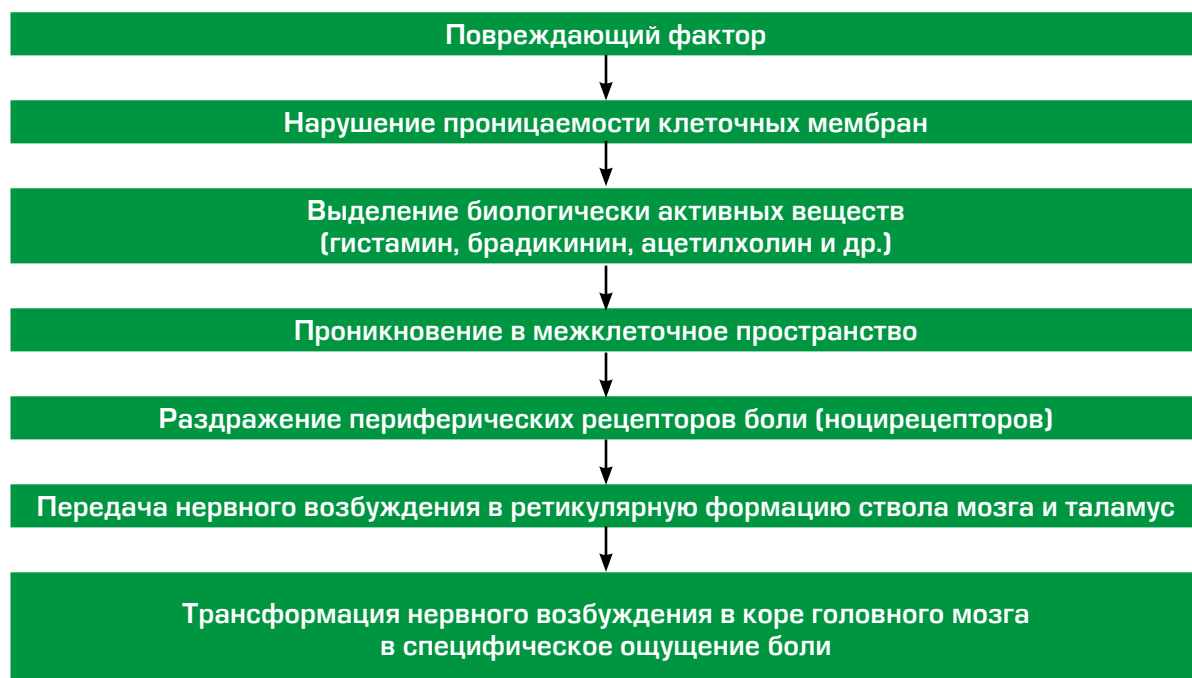 Повреждающий фактор
Нарушение проницаемости клеточных мембран
Выделение биологически активных веществ
(гистамин, брадикинин, ацетилхолин и др.)
Проникновение в межклеточное пространство
Раздражение периферических рецепторов боли (ноцирецепторов)
Передача нервного возбуждения в ретикулярную формацию ствола мозга и таламус
Трансформация нервного возбуждения в коре головного мозга
в специфическое ощущение боли